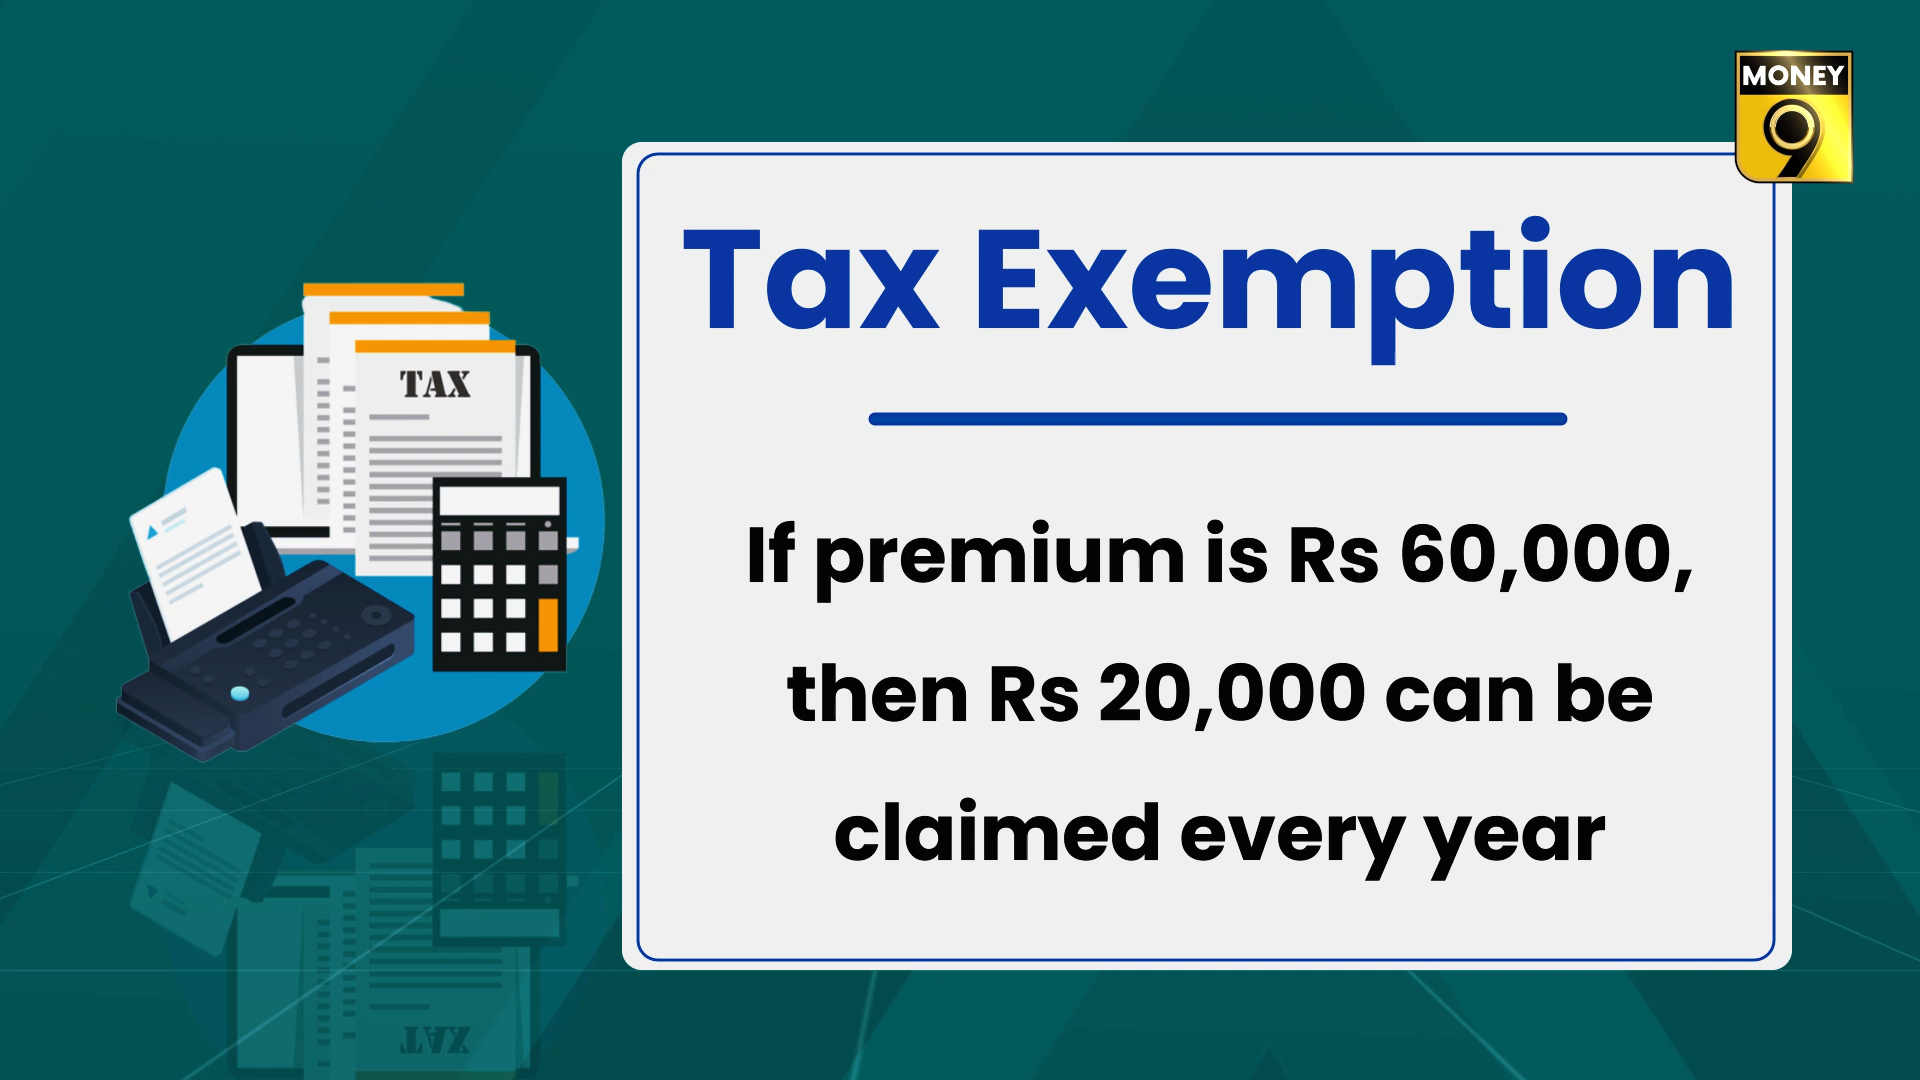 MONEY
9
Tax Exemption
TAX
If premium is Rs 60,000,
then Rs 20,000 can be
claimed every year
TAX